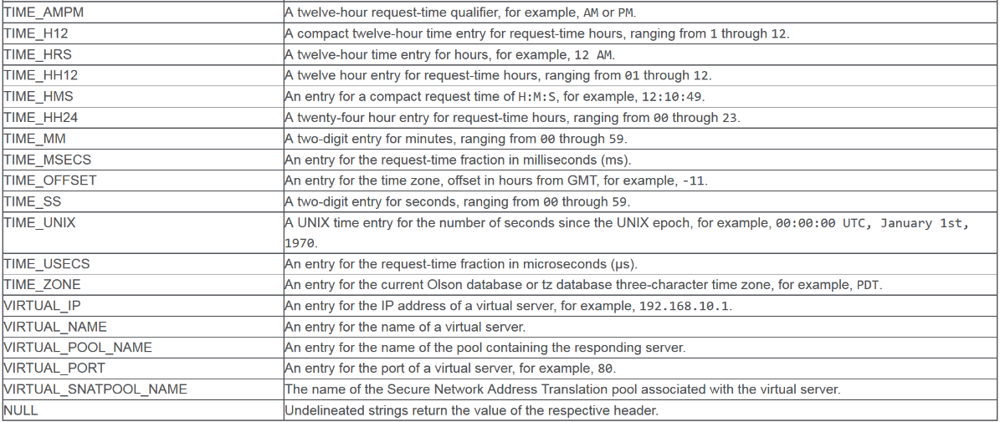 TIME_AMPM A twelve-hour request-time qualifier, for example, AM or PM.
TIME_H12 A compact twelve-hour time entry for request-time hours, ranging from 1 through 12.
TIME_HRS A twelve-hour time entry for hours, for example, 12 AM.
TIME_HH12 A twelve hour entry for request-time hours, ranging from 01 through 12.
TIME_HMS An entry for a compact request time of H:M:S, for example, 12:10:49.
TIME_HH24 A twenty-four hour entry for request-time hours, ranging from 00 through 23.
TIME_MM A two-digit entry for minutes, ranging from 00 through 59.
TIME_MSECS An entry for the request-time fraction in milliseconds (ms).
TIME_OFFSET An entry for the time zone, offset in hours from GMT, for example, -11.
TIME_SS A two-digit entry for seconds, ranging from 00 through 59.
TIME_UNIX A UNIX time entry for the number of seconds since the UNIX epoch, for example, 00:00:00 UTC, January 1st,
1970.
TIME_USECS An entry for the request-time fraction in microseconds (µs).
TIME_ZONE An entry for the current Olson database or tz database three-character time zone, for example, PDT.
VIRTUAL_IP An entry for the IP address of a virtual server, for example, 192.168.10.1.
VIRTUAL_NAME An entry for the name of a virtual server.
VIRTUAL_POOL_NAME An entry for the name of the pool containing the responding server.
VIRTUAL_PORT An entry for the port of a virtual server, for example, 80.
VIRTUAL_SNATPOOL_NAME The name of the Secure Network Address Translation pool associated with the virtual server.
NULL Undelineated strings return the value of the respective header.